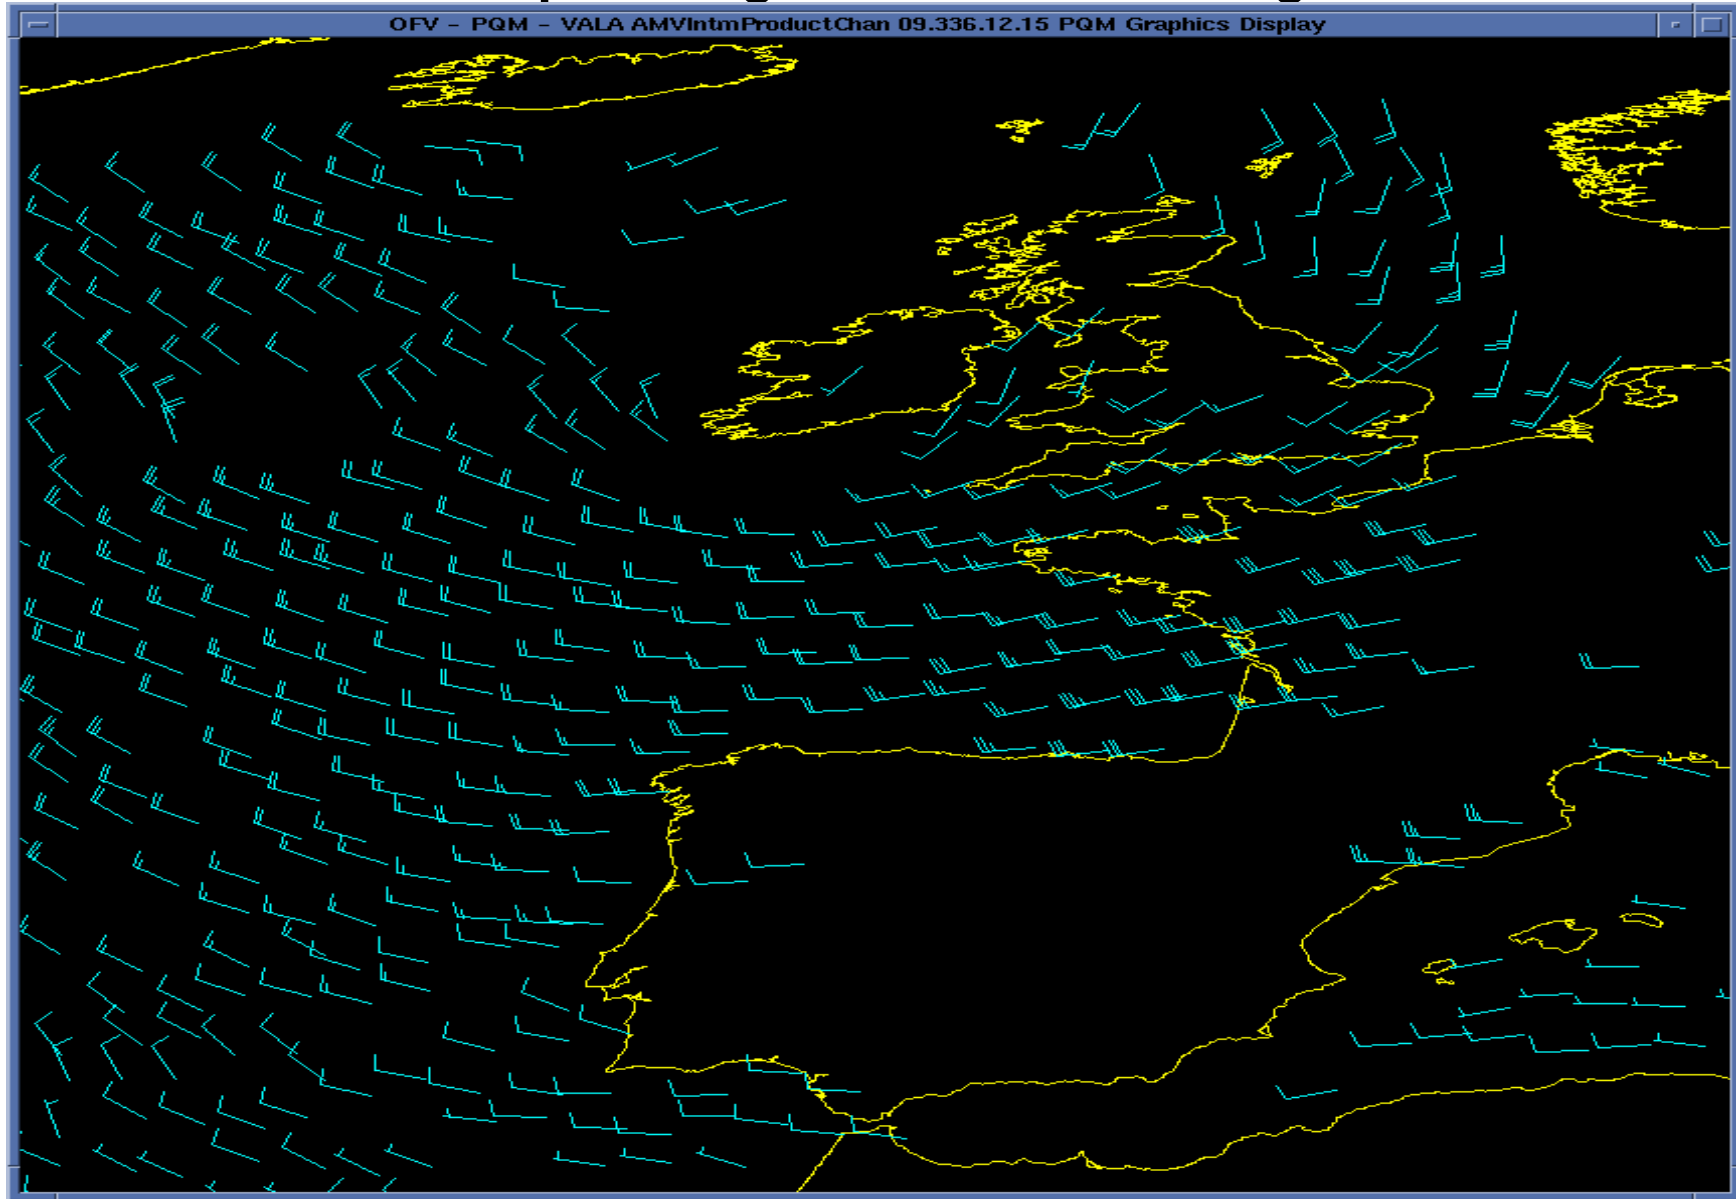 OFV - PQM - VALA AMVIntmProductChan 09.336.12.15 PQM Graphics Display